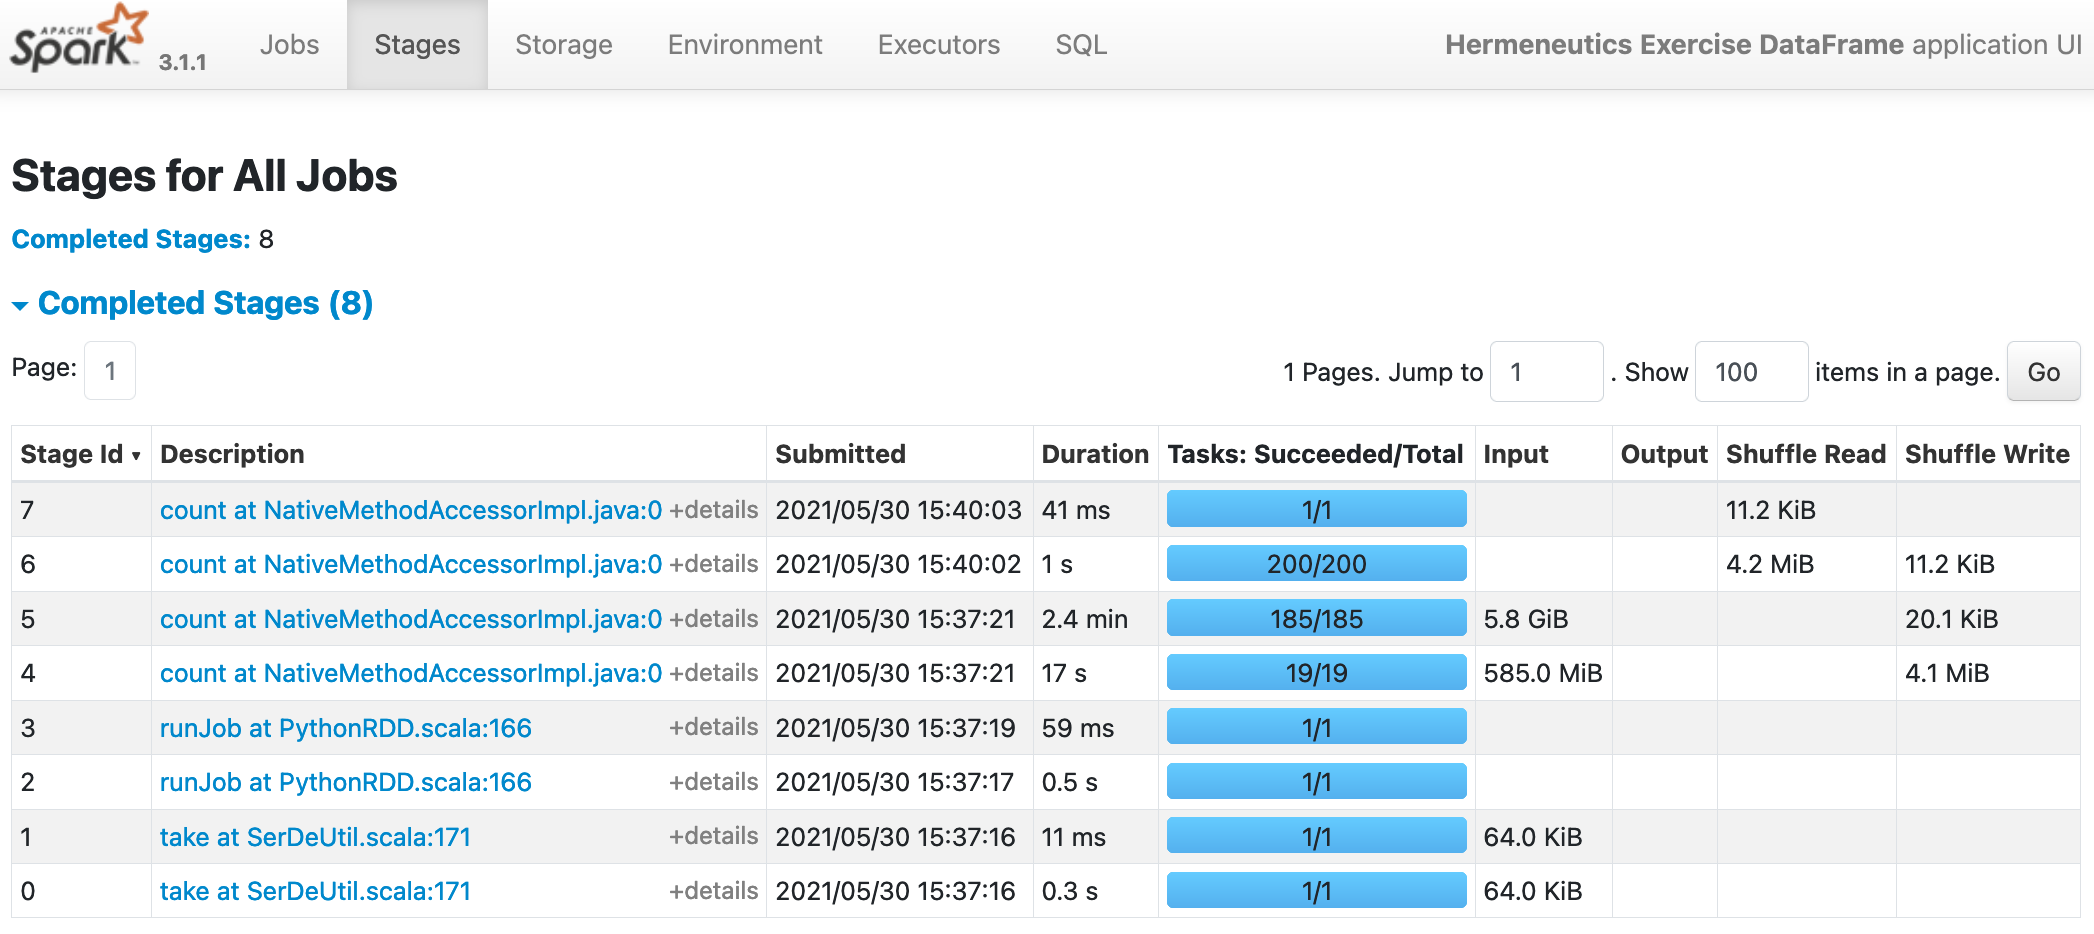 APACHE Spark 3.1.1 Jobs Stages Storage Environment Executors SQL Hermeneutics Exercise DataFrame application UI
Stages for All Jobs
Completed Stages: 8
Completed Stages (8)
Page: 1 1 Pages. Jump to 1 . Show 100 items in a page. Go
Stage Id ▾ Description Submitted Duration Tasks: Succeeded/Total Input Output Shuffle Read Shuffle Write
7 count at NativeMethodAccessorImpl.java:0 +details 2021/05/30 15:40:03 41 ms 1/1 11.2 KiB
6 count at NativeMethodAccessorImpl.java:0 +details 2021/05/30 15:40:02 1 s 200/200 4.2 MiB 11.2 KiB
5 count at NativeMethodAccessorImpl.java:0 +details 2021/05/30 15:37:21 2.4 min 185/185 5.8 GiB 20.1 KiB
4 count at NativeMethodAccessorImpl.java:0 +details 2021/05/30 15:37:21 17 s 19/19 585.0 MiB 4.1 MiB
3 runJob at PythonRDD.scala:166 +details 2021/05/30 15:37:19 59 ms 1/1
2 runJob at PythonRDD.scala:166 +details 2021/05/30 15:37:17 0.5 s 1/1
1 take at SerDeUtil.scala:171 +details 2021/05/30 15:37:16 11 ms 1/1 64.0 KiB
0 take at SerDeUtil.scala:171 +details 2021/05/30 15:37:16 0.3 s 1/1 64.0 KiB